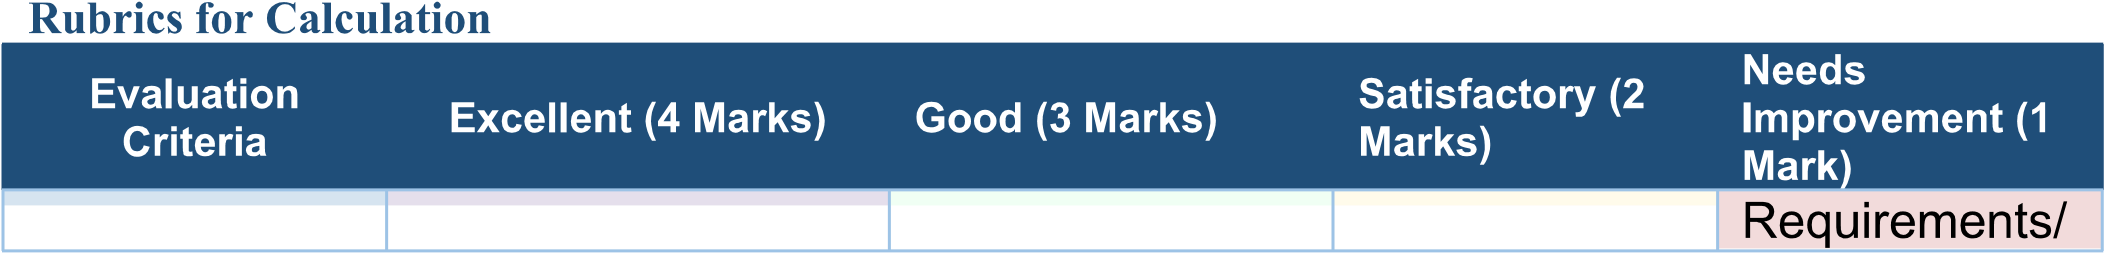 Rubrics for Calculation
Evaluation
Criteria
Excellent (4 Marks)
Good (3 Marks)
Satisfactory (2
Marks)
Needs
Improvement (1
Mark)
Requirements/